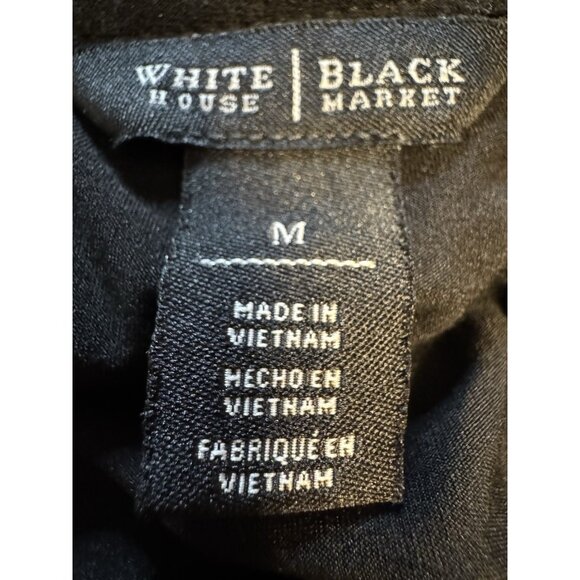 WHITE HOUSE | BLACK MARKET
M
MADE IN
VIETNAM
HECHO EN
VIETNAM
FABRIQUÉ EN
VIETNAM